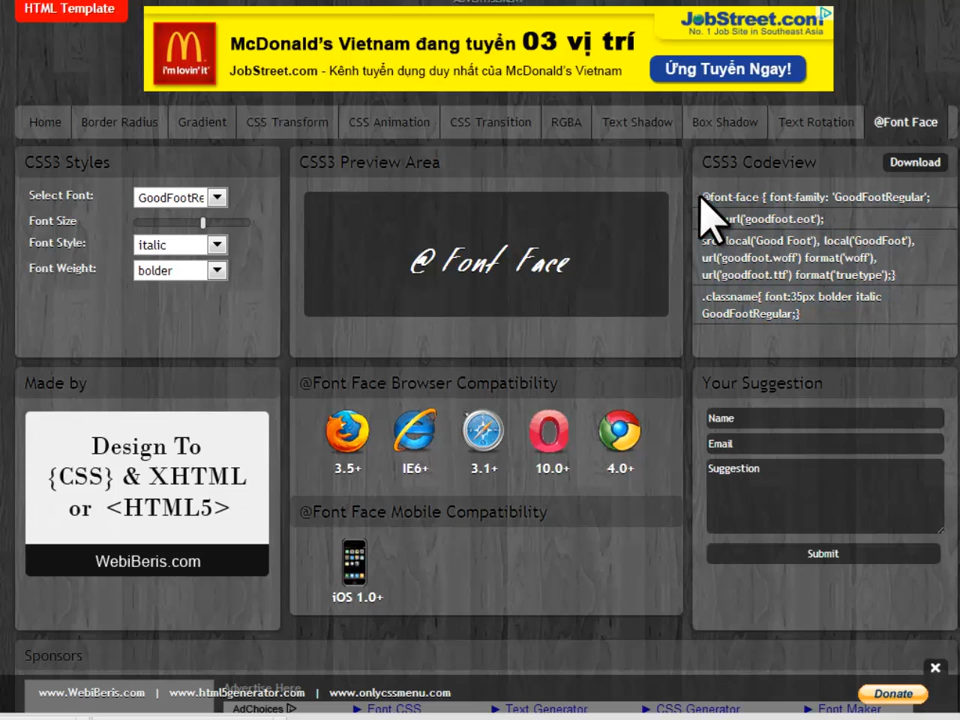 HTML Template
i'm lovin' it
McDonald's Vietnam đang tuyển 03 vị trí
JobStreet.com - Kênh tuyển dụng duy nhất của McDonald's Vietnam
JobStreet.com
No. 1 Job Site in Southeast Asia
Ứng Tuyển Ngay!
Home Border Radius Gradient CSS Transform CSS Animation CSS Transition RGBA Text Shadow Box Shadow Text Rotation @Font Face
CSS3 Styles
Select Font: GoodFootRe
Font Size
Font Style: italic
Font Weight: bolder
CSS3 Preview Area
@ Font Face
CSS3 Codeview
Download
@font-face { font-family: 'GoodFootRegular';
url('goodfoot.eot');
src: local('Good Foot'), local('GoodFoot'),
url('goodfoot.woff') format('woff'),
url('goodfoot.ttf') format('truetype');}
.classname{ font:35px bolder italic
GoodFootRegular;}
Made by
Design To
{CSS} & XHTML
or <HTML5>
WebiBeris.com
@Font Face Browser Compatibility
3.5+ IE6+ 3.1+ 10.0+ 4.0+
@Font Face Mobile Compatibility
iOS 1.0+
Your Suggestion
Name
Email
Suggestion
Submit
Sponsors
Advertise Here
www.WebiBeris.com | www.html5generator.com | www.onlycssmenu.com
Donate
AdChoices ► Font CSS ► Text Generator ► CSS Generator ► Font Maker